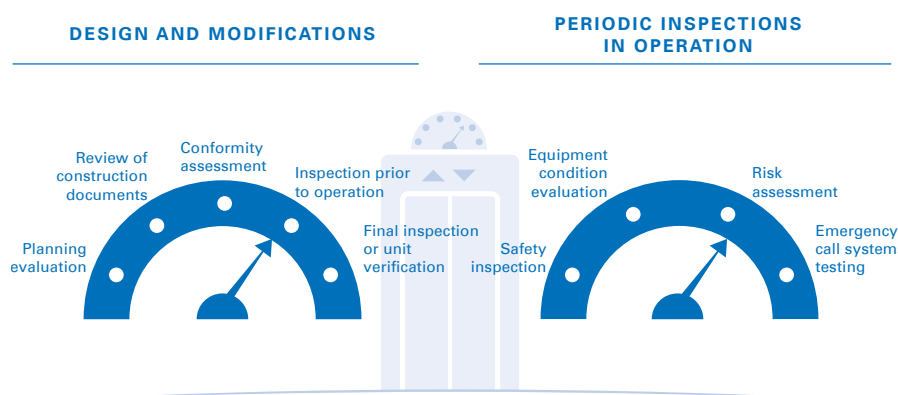 DESIGN AND MODIFICATIONS
PERIODIC INSPECTIONS
IN OPERATION
Planning
evaluation
Review of
construction
documents
Conformity
assessment
Inspection prior
to operation
Final inspection
or unit
verification
Safety
inspection
Equipment
condition
evaluation
Risk
assessment
Emergency
call system
testing